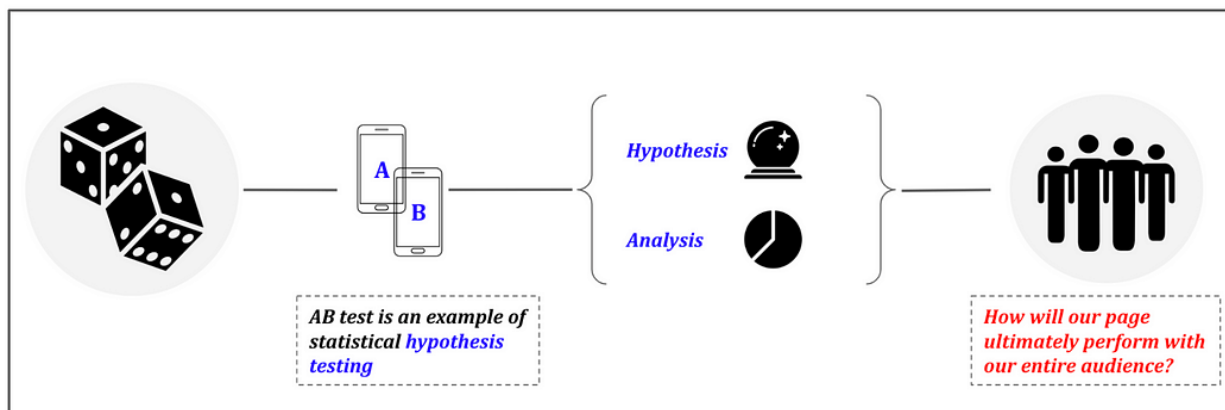 A
B
Hypothesis
Analysis
AB test is an example of
statistical hypothesis
testing
How will our page
ultimately perform with
our entire audience?